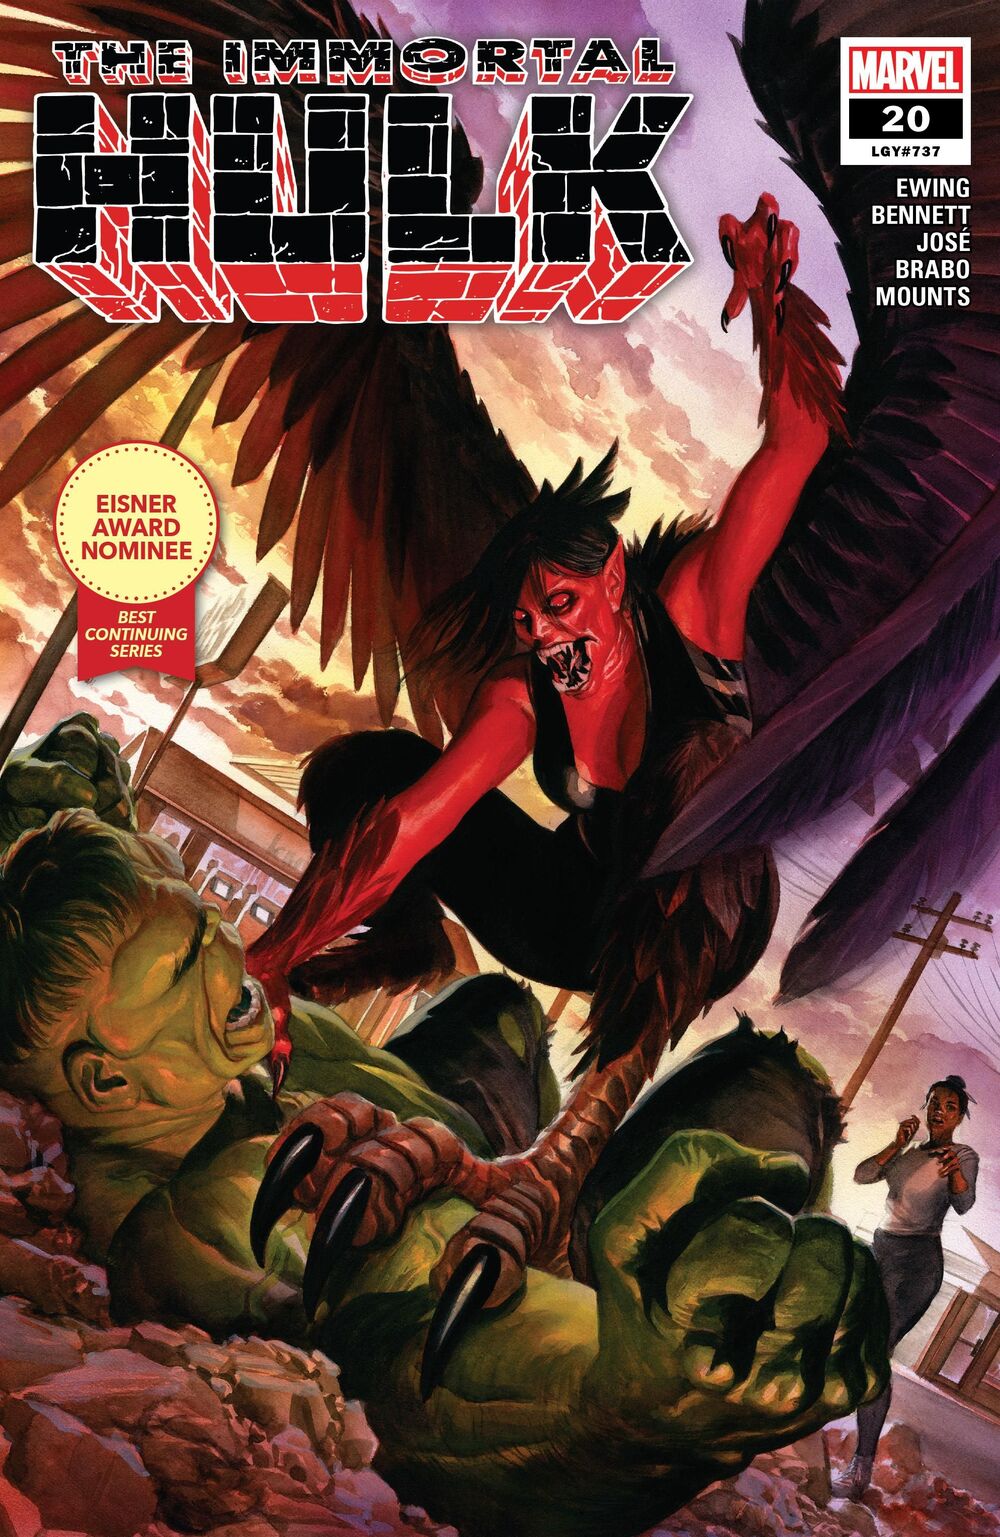 THE IMMORTAL
HULK
MARVEL
20
LGY#737
EWING
BENNETT
JOSÉ
BRABO
MOUNTS
EISNER
AWARD
NOMINEE
BEST
CONTINUING
SERIES